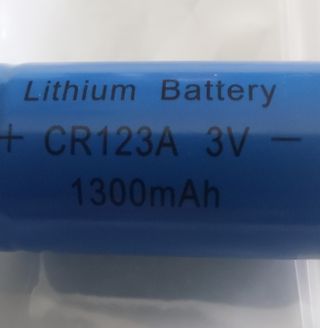 Lithium Battery
+ CR123A 3V −
1300mAh